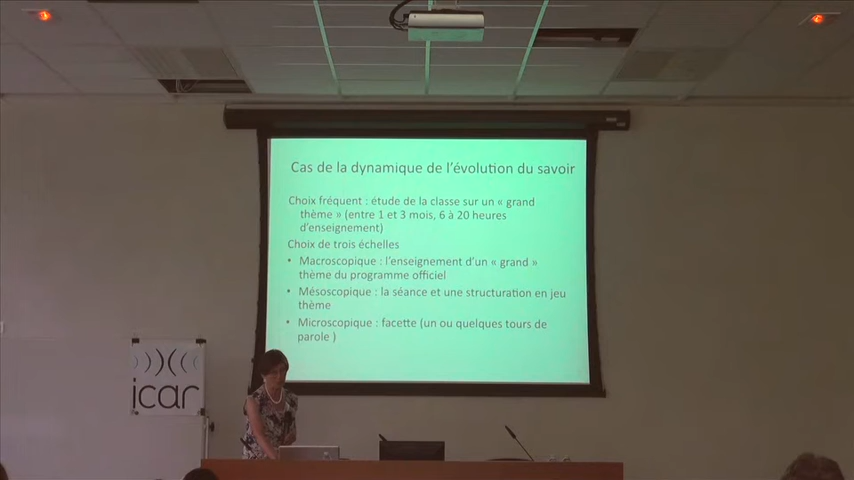 Cas de la dynamique de l'évolution du savoir
Choix fréquent : étude de la classe sur un « grand
thème » (entre 1 et 3 mois, 6 à 20 heures
d'enseignement)
Choix de trois échelles
• Macroscopique : l'enseignement d'un « grand »
thème du programme officiel
• Mésoscopique : la séance et une structuration en jeu
thème
• Microscopique : facette (un ou quelques tours de
parole )
icar